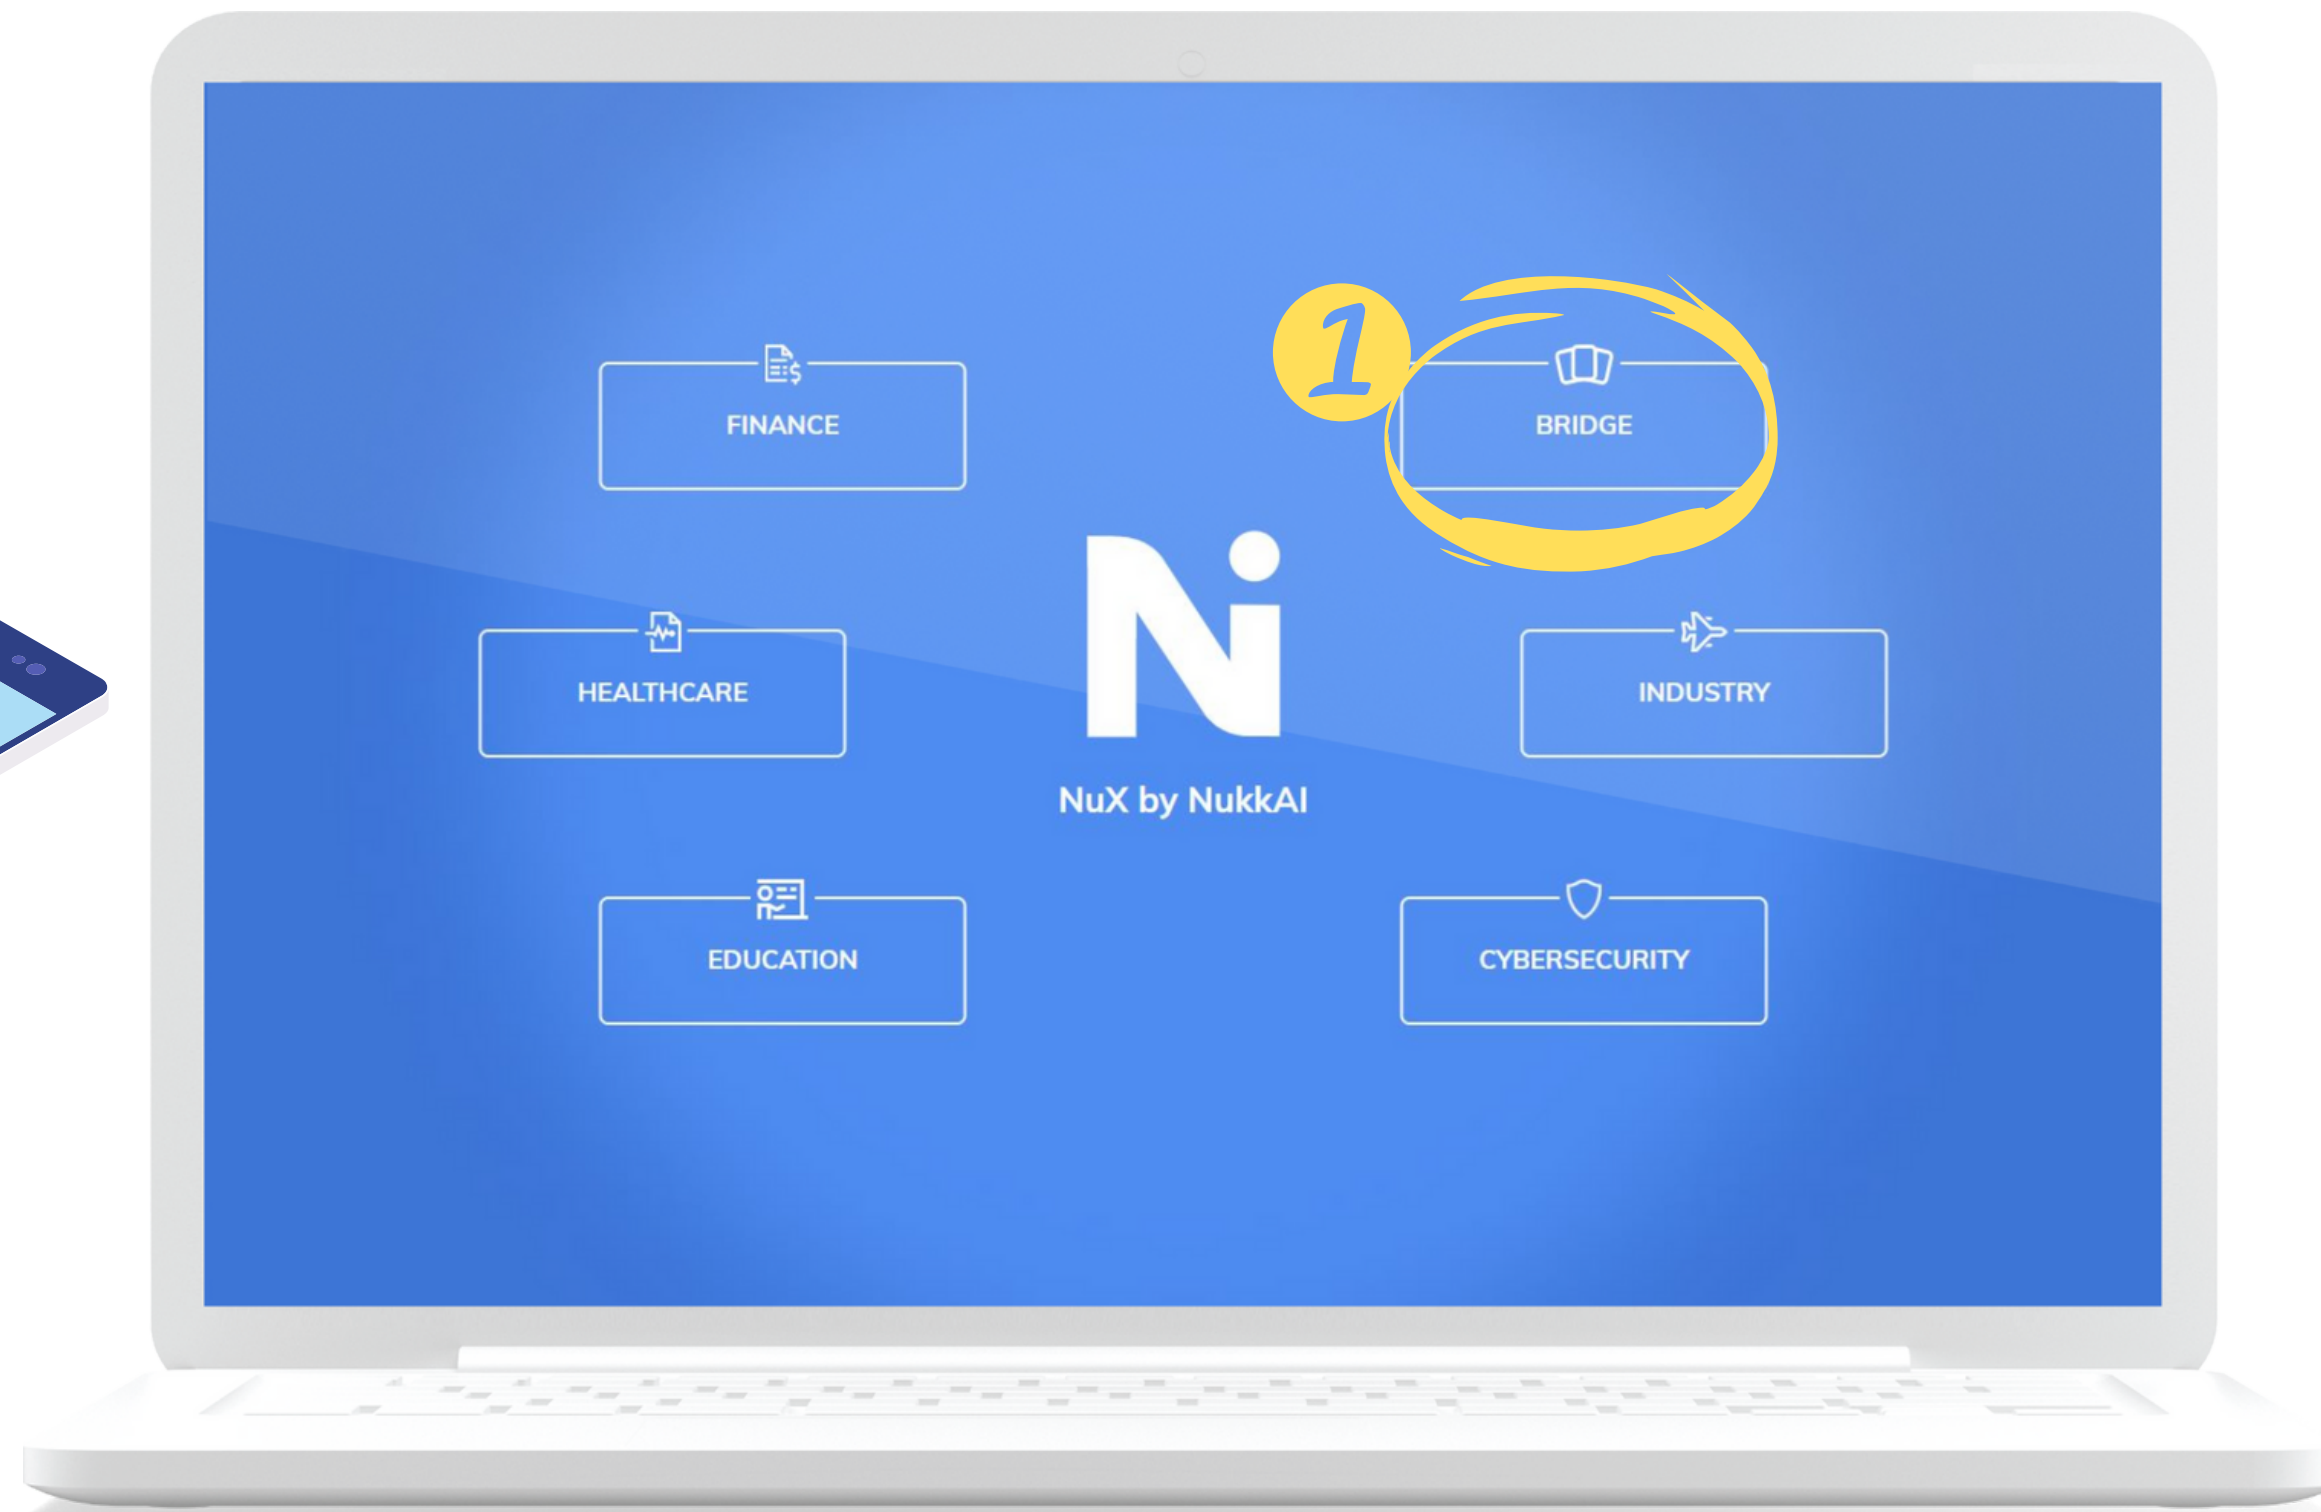 1
FINANCE
BRIDGE
Ni
HEALTHCARE
INDUSTRY
NuX by NukkAI
EDUCATION
CYBERSECURITY